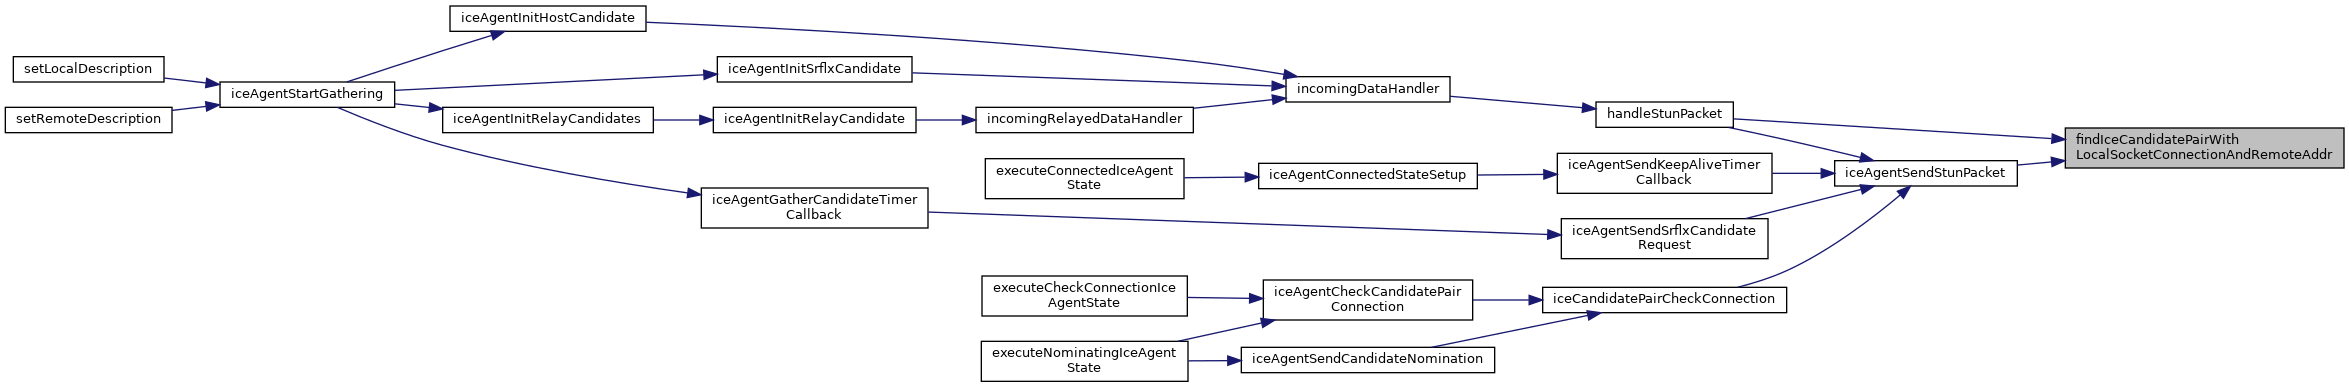 iceAgentInitHostCandidate
setLocalDescription
iceAgentInitSrflxCandidate
iceAgentStartGathering
incomingDataHandler
setRemoteDescription
iceAgentInitRelayCandidates
iceAgentInitRelayCandidate
incomingRelayedDataHandler
handleStunPacket
findIceCandidatePairWith
LocalSocketConnectionAndRemoteAddr
executeConnectedIceAgent
State
iceAgentConnectedStateSetup
iceAgentSendKeepAliveTimer
Callback
iceAgentSendStunPacket
iceAgentGatherCandidateTimer
Callback
iceAgentSendSrflxCandidate
Request
executeCheckConnectionIce
AgentState
iceAgentCheckCandidatePair
Connection
iceCandidatePairCheckConnection
executeNominatingIceAgent
State
iceAgentSendCandidateNomination